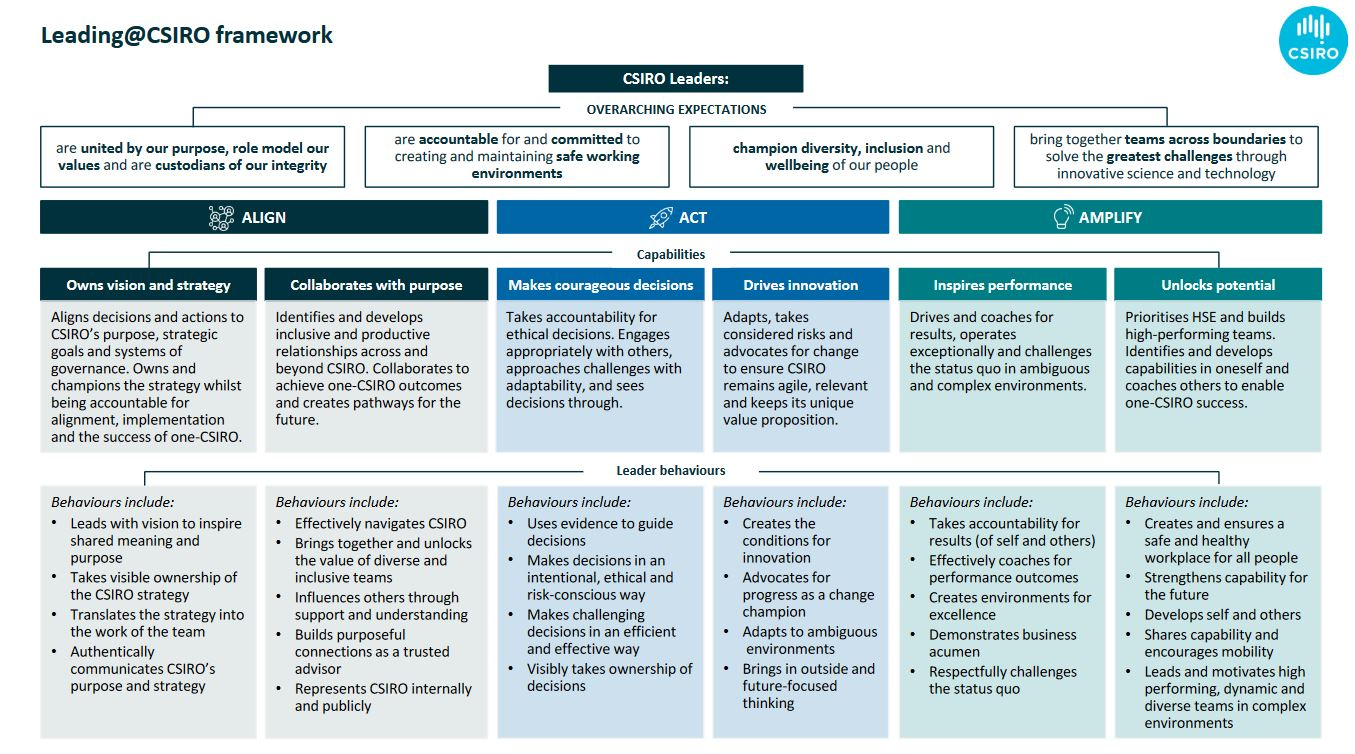 Leading@CSIRO framework
CSIRO
CSIRO Leaders:
OVERARCHING EXPECTATIONS
are united by our purpose, role model our
values and are custodians of our integrity
are accountable for and committed to
creating and maintaining safe working
environments
champion diversity, inclusion and
wellbeing of our people
bring together teams across boundaries to
solve the greatest challenges through
innovative science and technology
ALIGN
ACT
AMPLIFY
Capabilities
Owns vision and strategy
Aligns decisions and actions to
CSIRO’s purpose, strategic
goals and systems of
governance. Owns and
champions the strategy whilst
being accountable for
alignment, implementation
and the success of one-CSIRO.
Collaborates with purpose
Identifies and develops
inclusive and productive
relationships across and
beyond CSIRO. Collaborates to
achieve one-CSIRO outcomes
and creates pathways for the
future.
Makes courageous decisions
Takes accountability for
ethical decisions. Engages
appropriately with others,
approaches challenges with
adaptability, and sees
decisions through.
Drives innovation
Adapts, takes
considered risks and
advocates for change
to ensure CSIRO
remains agile, relevant
and keeps its unique
value proposition.
Inspires performance
Drives and coaches for
results, operates
exceptionally and challenges
the status quo in ambiguous
and complex environments.
Unlocks potential
Prioritises HSE and builds
high-performing teams.
Identifies and develops
capabilities in oneself and
coaches others to enable
one-CSIRO success.
Leader behaviours
Behaviours include:
• Leads with vision to inspire
shared meaning and
purpose
• Takes visible ownership of
the CSIRO strategy
• Translates the strategy into
the work of the team
• Authentically
communicates CSIRO’s
purpose and strategy
Behaviours include:
• Effectively navigates CSIRO
• Brings together and unlocks
the value of diverse and
inclusive teams
• Influences others through
support and understanding
• Builds purposeful
connections as a trusted
advisor
• Represents CSIRO internally
and publicly
Behaviours include:
• Uses evidence to guide
decisions
• Makes decisions in an
intentional, ethical and
risk-conscious way
• Makes challenging
decisions in an efficient
and effective way
• Visibly takes ownership of
decisions
Behaviours include:
• Creates the
conditions for
innovation
• Advocates for
progress as a change
champion
• Adapts to ambiguous
environments
• Brings in outside and
future-focused
thinking
Behaviours include:
• Takes accountability for
results (of self and others)
• Effectively coaches for
performance outcomes
• Creates environments for
excellence
• Demonstrates business
acumen
• Respectfully challenges
the status quo
Behaviours include:
• Creates and ensures a
safe and healthy
workplace for all people
• Strengthens capability for
the future
• Develops self and others
• Shares capability and
encourages mobility
• Leads and motivates high
performing, dynamic and
diverse teams in complex
environments